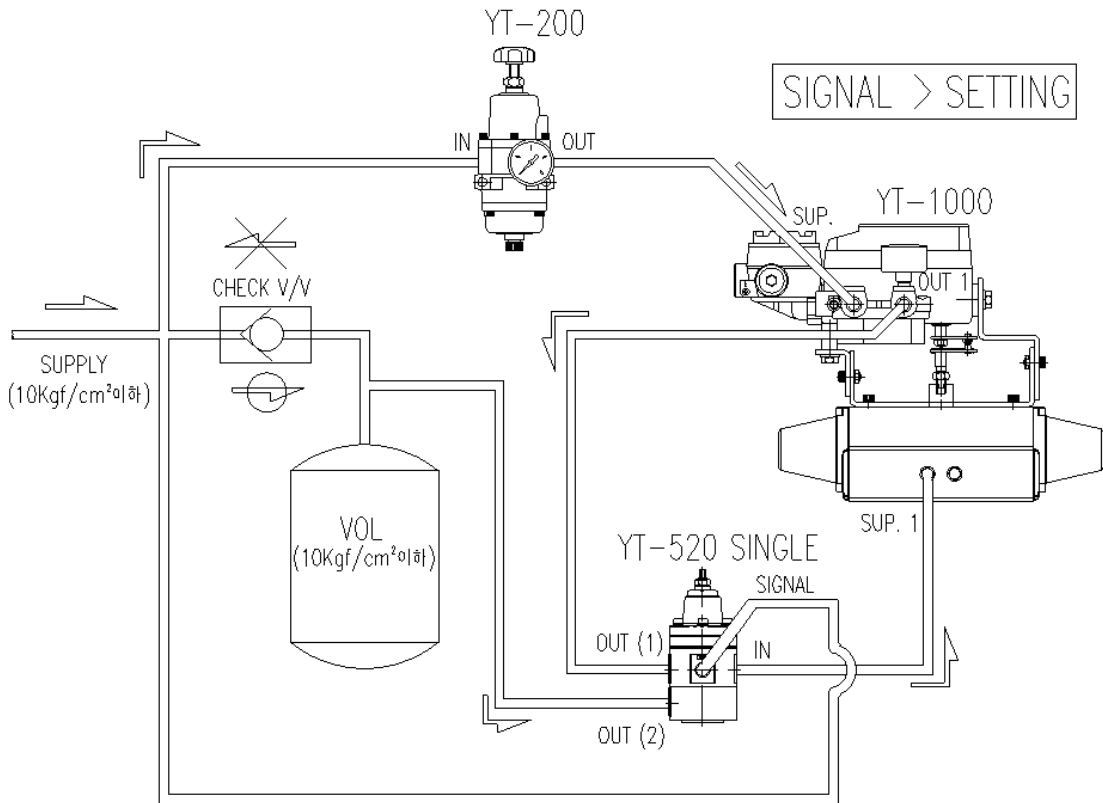 YT-200
SIGNAL > SETTING
IN
OUT
YT-1000
SUP.
OUT 1
CHECK V/V
SUPPLY
(10Kgf/cm²이하)
VOL
(10Kgf/cm²이하)
SUP. 1
YT-520 SINGLE
SIGNAL
OUT (1)
IN
OUT (2)